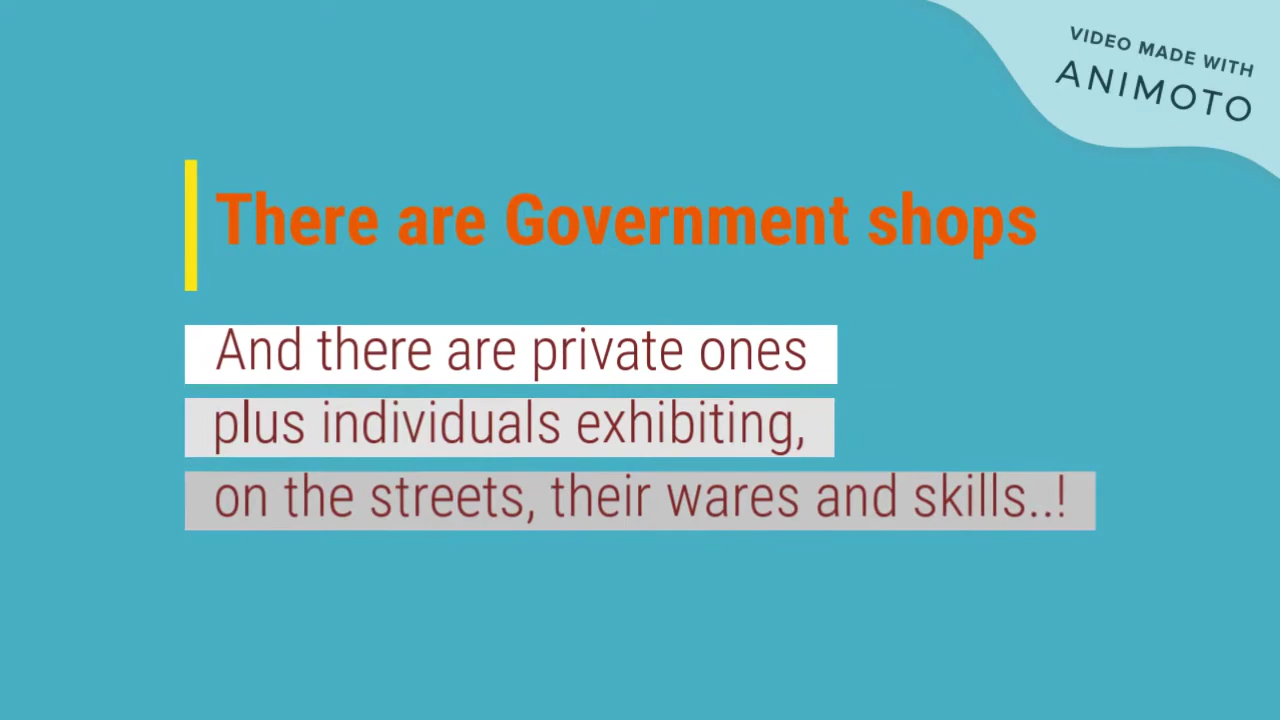 VIDEO MADE WITH
ANIMOTO
There are Government shops
And there are private ones
plus individuals exhibiting,
on the streets, their wares and skills..!